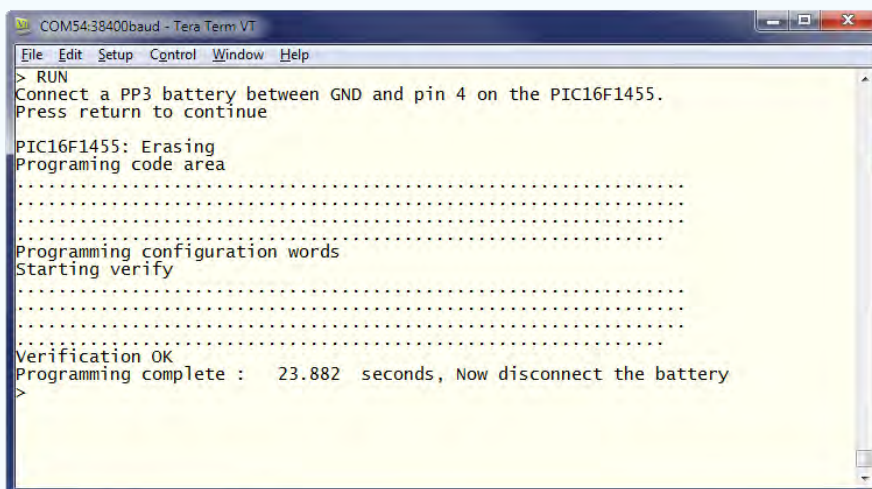 COM54:38400baud - Tera Term VT
File Edit Setup Control Window Help
> RUN
Connect a PP3 battery between GND and pin 4 on the PIC16F1455.
Press return to continue
PIC16F1455: Erasing
Programing code area
................................................................
................................................................
................................................................
..............................................................
Programming configuration words
Starting verify
................................................................
................................................................
................................................................
..............................................................
Verification OK
Programming complete :   23.882  seconds, Now disconnect the battery
>